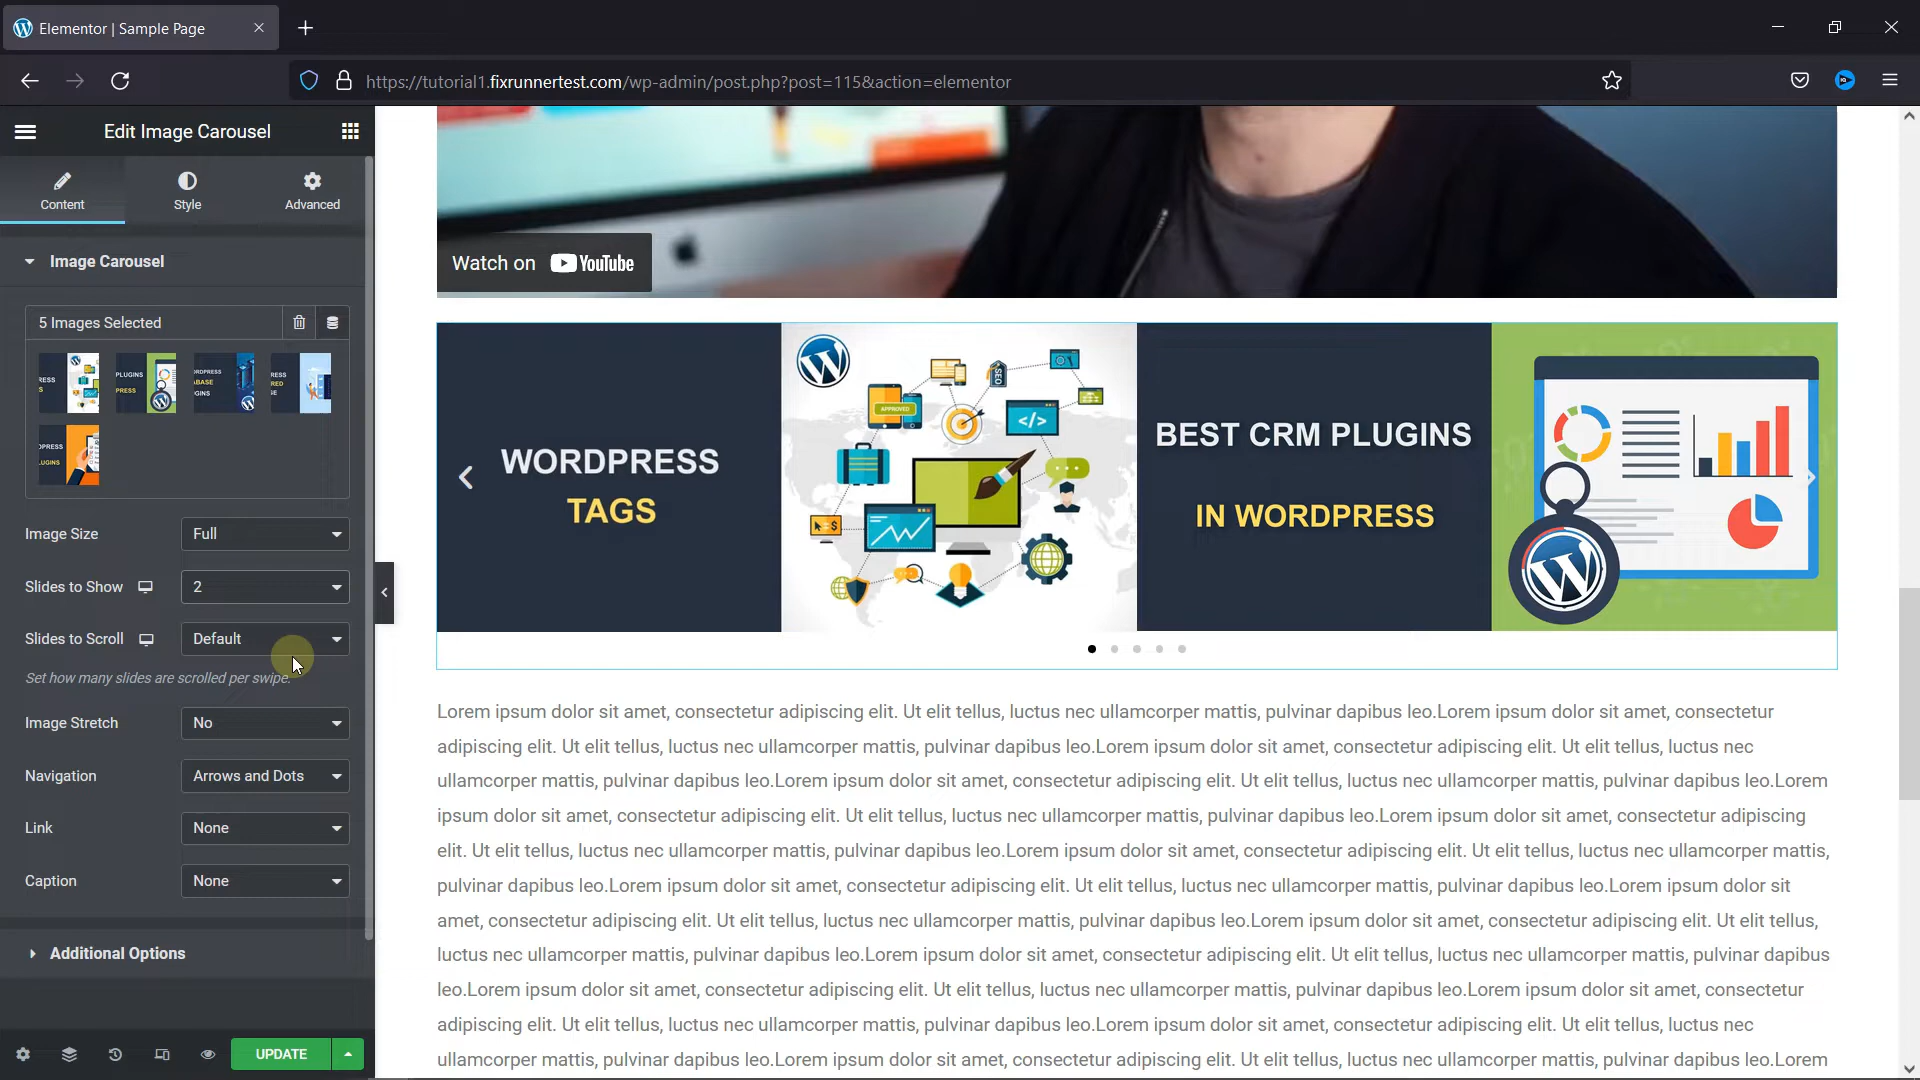 Elementor | Sample Page
https://tutorial1.fixrunnertest.com/wp-admin/post.php?post=115&action=elementor
Edit Image Carousel
Content
Style
Advanced
Image Carousel
5 Images Selected
Image Size
Full
Slides to Show
2
Slides to Scroll
Default
Set how many slides are scrolled per swipe.
Image Stretch
No
Navigation
Arrows and Dots
Link
None
Caption
None
Additional Options
UPDATE
Watch on YouTube
WORDPRESS
TAGS
APPROVED
SEO
</>
BEST CRM PLUGINS
IN WORDPRESS
Lorem ipsum dolor sit amet, consectetur adipiscing elit. Ut elit tellus, luctus nec ullamcorper mattis, pulvinar dapibus leo.Lorem ipsum dolor sit amet, consectetur
adipiscing elit. Ut elit tellus, luctus nec ullamcorper mattis, pulvinar dapibus leo.Lorem ipsum dolor sit amet, consectetur adipiscing elit. Ut elit tellus, luctus nec
ullamcorper mattis, pulvinar dapibus leo.Lorem ipsum dolor sit amet, consectetur adipiscing elit. Ut elit tellus, luctus nec ullamcorper mattis, pulvinar dapibus leo.Lorem
ipsum dolor sit amet, consectetur adipiscing elit. Ut elit tellus, luctus nec ullamcorper mattis, pulvinar dapibus leo.Lorem ipsum dolor sit amet, consectetur adipiscing
elit. Ut elit tellus, luctus nec ullamcorper mattis, pulvinar dapibus leo.Lorem ipsum dolor sit amet, consectetur adipiscing elit. Ut elit tellus, luctus nec ullamcorper mattis,
pulvinar dapibus leo.Lorem ipsum dolor sit amet, consectetur adipiscing elit. Ut elit tellus, luctus nec ullamcorper mattis, pulvinar dapibus leo.Lorem ipsum dolor sit
amet, consectetur adipiscing elit. Ut elit tellus, luctus nec ullamcorper mattis, pulvinar dapibus leo.Lorem ipsum dolor sit amet, consectetur adipiscing elit. Ut elit tellus,
luctus nec ullamcorper mattis, pulvinar dapibus leo.Lorem ipsum dolor sit amet, consectetur adipiscing elit. Ut elit tellus, luctus nec ullamcorper mattis, pulvinar dapibus
leo.Lorem ipsum dolor sit amet, consectetur adipiscing elit. Ut elit tellus, luctus nec ullamcorper mattis, pulvinar dapibus leo.Lorem ipsum dolor sit amet, consectetur
adipiscing elit. Ut elit tellus, luctus nec ullamcorper mattis, pulvinar dapibus leo.Lorem ipsum dolor sit amet, consectetur adipiscing elit. Ut elit tellus, luctus nec
ullamcorper mattis, pulvinar dapibus leo.Lorem ipsum dolor sit amet, consectetur adipiscing elit. Ut elit tellus, luctus nec ullamcorper mattis, pulvinar dapibus leo.Lorem